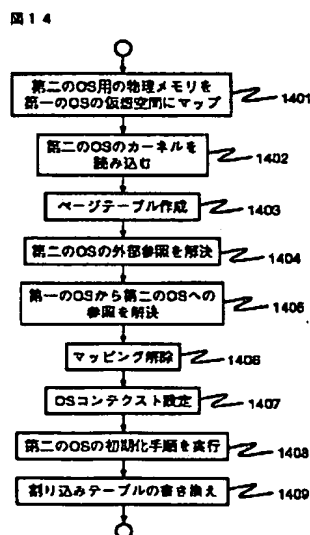 図14
第二のOS用の物理メモリを
第一のOSの仮想空間にマップ
1401
第二のOSのカーネルを
読み込む
1402
ページテーブル作成
1403
第二のOSの外部参照を解決
1404
第一のOSから第二のOSへの
参照を解決
1405
マッピング解除
1406
OSコンテクスト設定
1407
第二のOSの初期化手順を実行
1408
割り込みテーブルの書き換え
1409